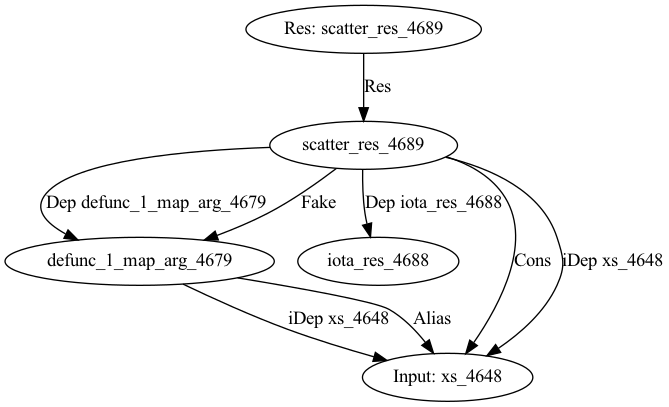 Res: scatter_res_4689
Res
scatter_res_4689
Dep defunc_1_map_arg_4679
Fake
Dep iota_res_4688
Cons
iDep xs_4648
defunc_1_map_arg_4679
iota_res_4688
iDep xs_4648
Alias
Input: xs_4648